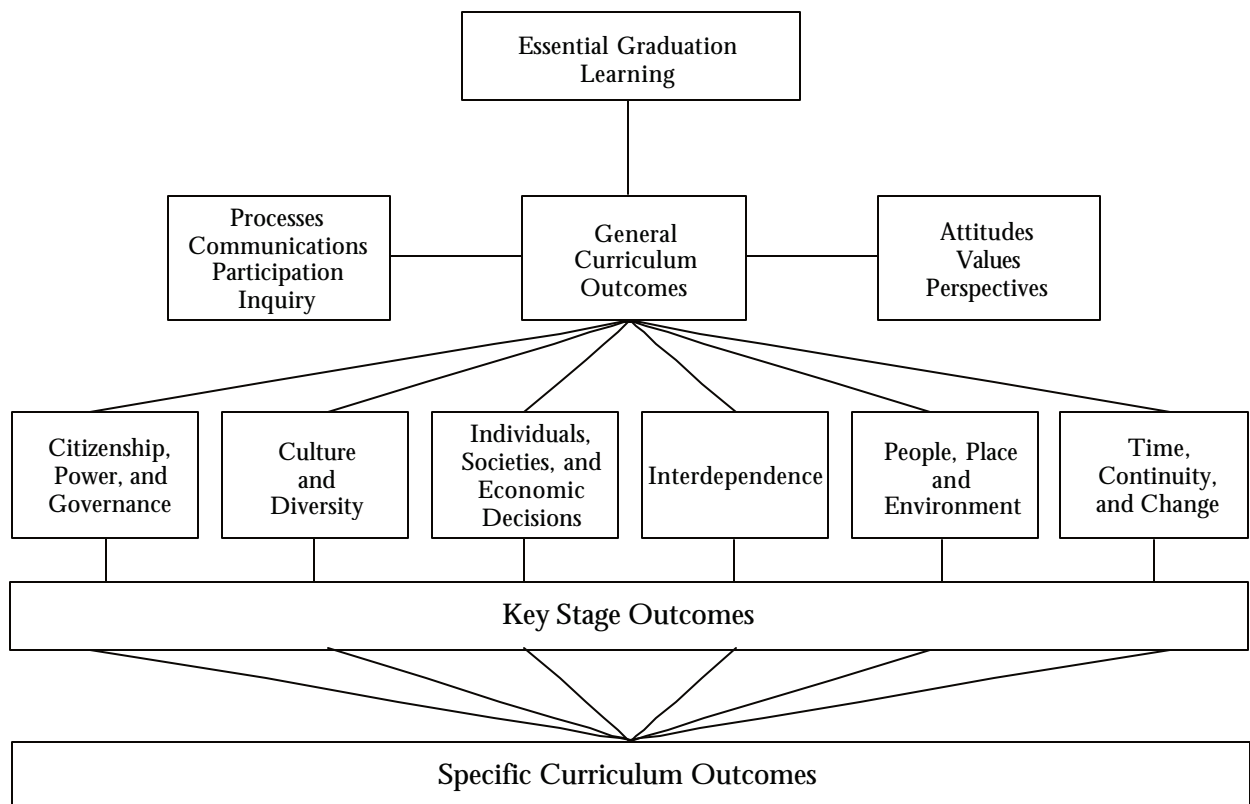 Essential Graduation
Learning
Processes
Communications
Participation
Inquiry
General
Curriculum
Outcomes
Attitudes
Values
Perspectives
Citizenship,
Power, and
Governance
Culture
and
Diversity
Individuals,
Societies, and
Economic
Decisions
Interdependence
People, Place
and
Environment
Time,
Continuity,
and Change
Key Stage Outcomes
Specific Curriculum Outcomes